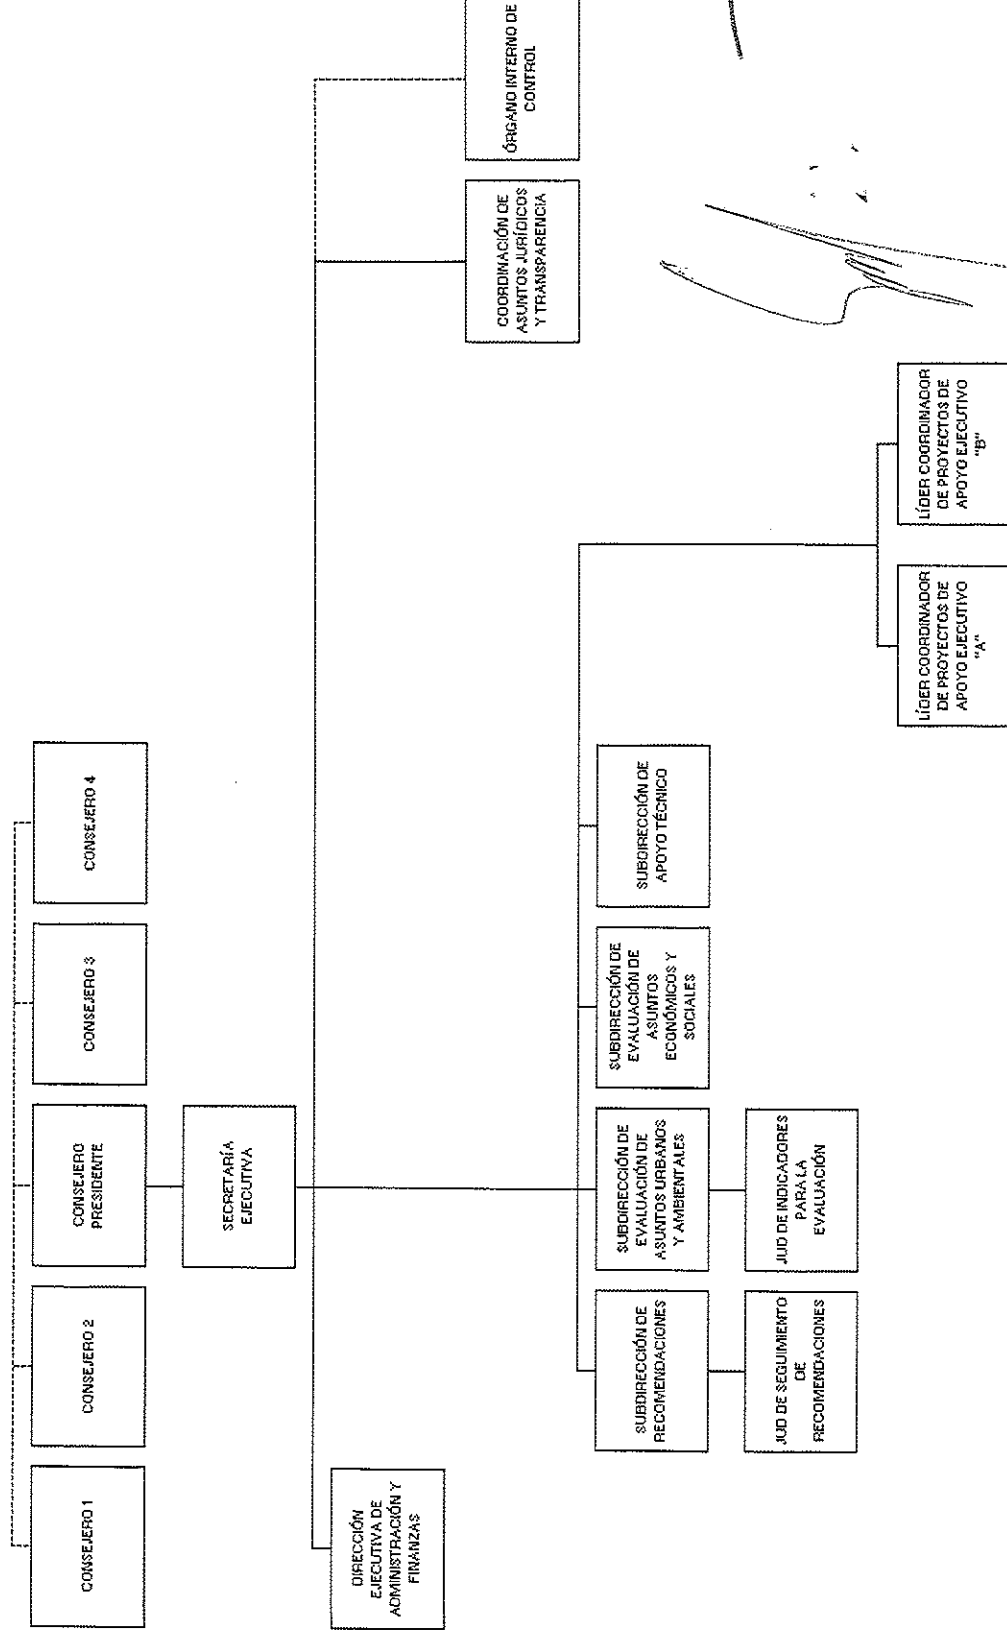 CONSEJERO 1
CONSEJERO 2
CONSEJERO
PRESIDENTE
CONSEJERO 3
CONSEJERO 4
SECRETARÍA
EJECUTIVA
DIRECCIÓN
EJECUTIVA DE
ADMINISTRACIÓN Y
FINANZAS
COORDINACIÓN DE
ASUNTOS JURÍDICOS
Y TRANSPARENCIA
ÓRGANO INTERNO DE
CONTROL
SUBDIRECCIÓN DE
RECOMENDACIONES
SUBDIRECCIÓN DE
EVALUACIÓN DE
ASUNTOS URBANOS
Y AMBIENTALES
SUBDIRECCIÓN DE
EVALUACIÓN DE
ASUNTOS
ECONÓMICOS Y
SOCIALES
SUBDIRECCIÓN DE
APOYO TÉCNICO
JUD DE SEGUIMIENTO
DE
RECOMENDACIONES
JUD DE INDICADORES
PARA LA
EVALUACIÓN
LÍDER COORDINADOR
DE PROYECTOS DE
APOYO EJECUTIVO
"A"
LÍDER COORDINADOR
DE PROYECTOS DE
APOYO EJECUTIVO
"B"